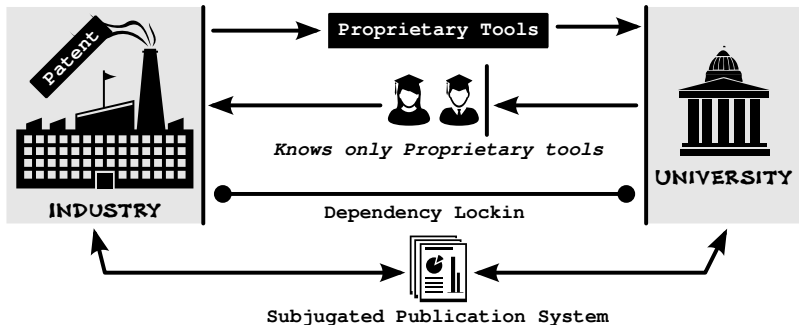 Patent
Proprietary Tools
Knows only Proprietary tools
INDUSTRY
UNIVERSITY
Dependency Lockin
Subjugated Publication System